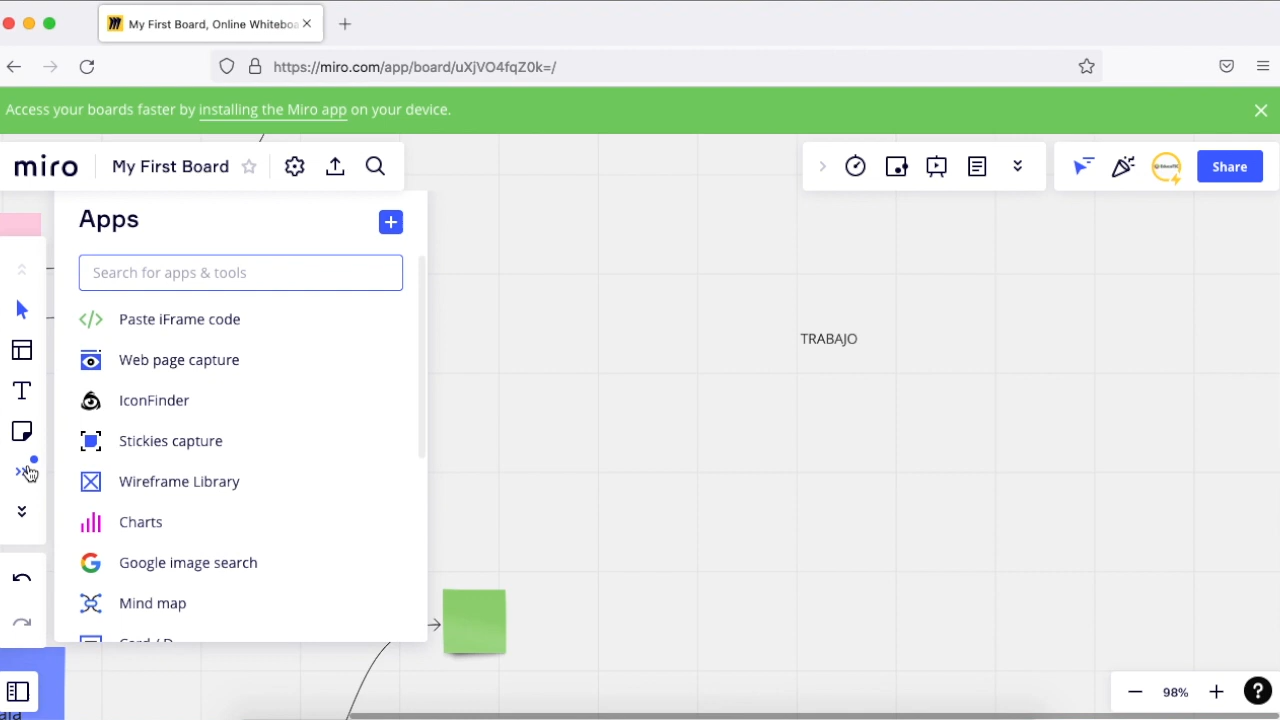 My First Board, Online Whiteboa
https://miro.com/app/board/uXjVO4fqZ0k=/
Access your boards faster by installing the Miro app on your device.
miro
My First Board
Share
Apps
Search for apps & tools
Paste iFrame code
Web page capture
IconFinder
Stickies capture
Wireframe Library
Charts
Google image search
Mind map
TRABAJO
98%